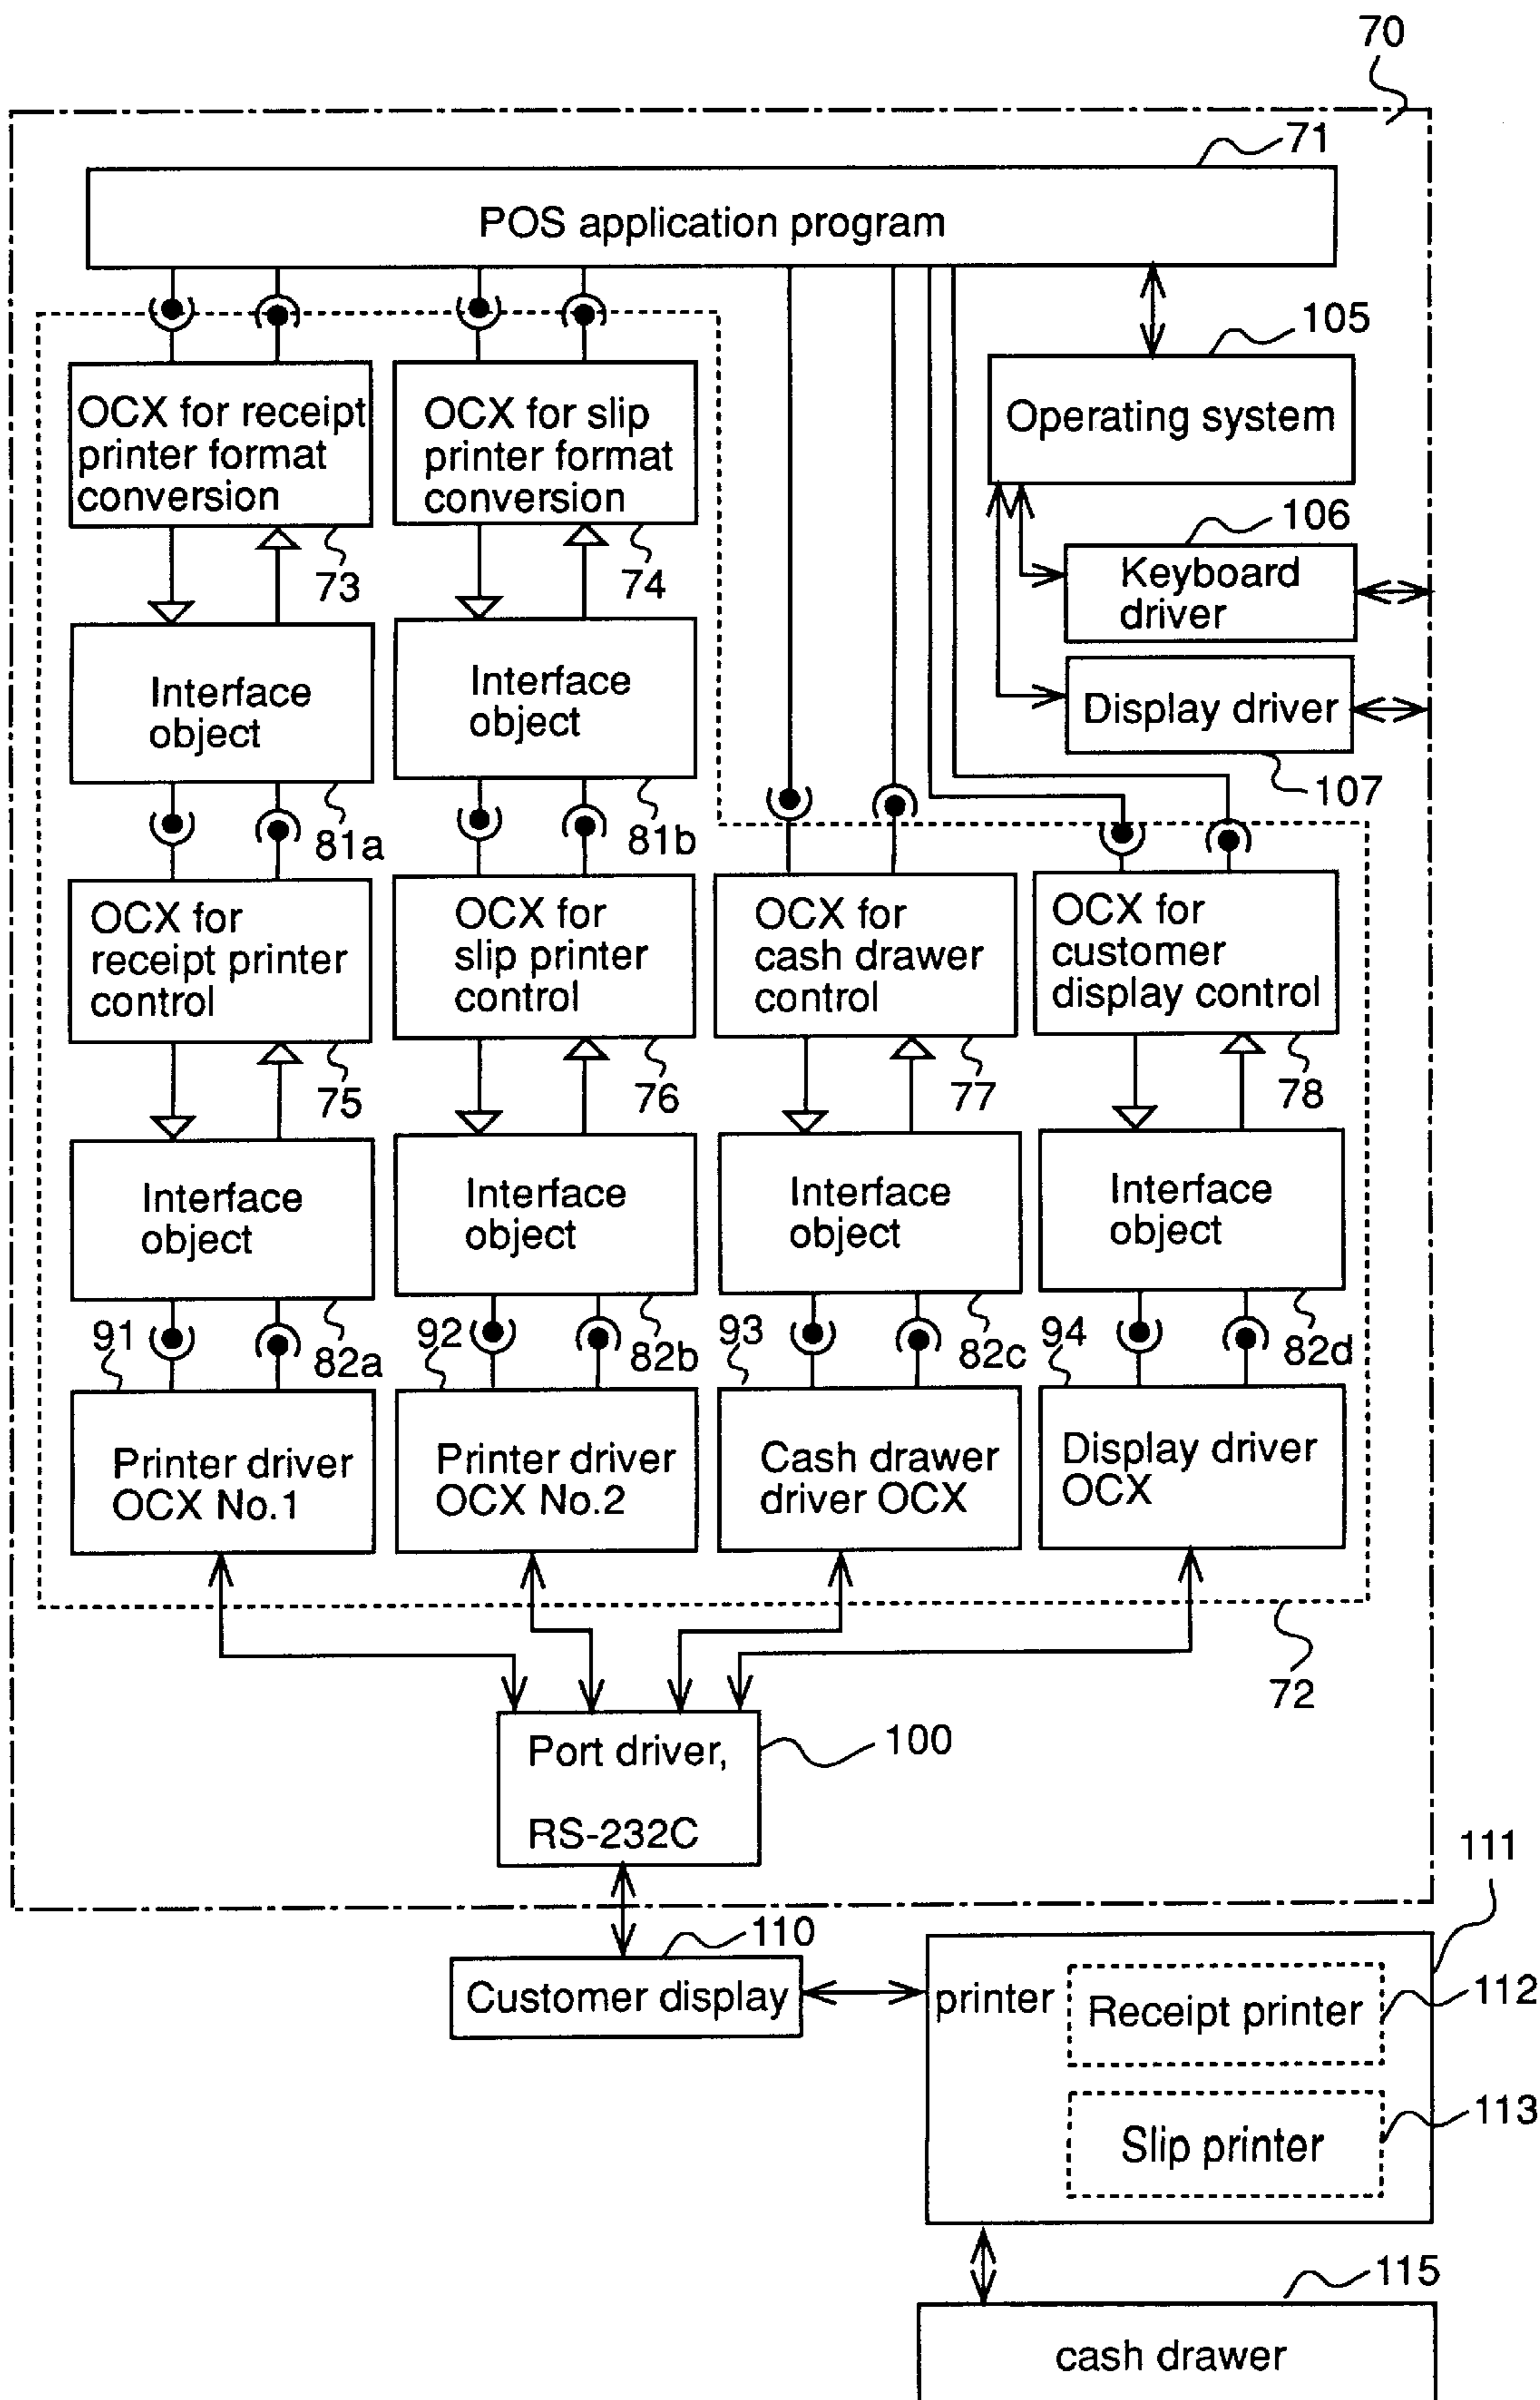 70
71
POS application program
105
OCX for receipt
printer format
conversion
OCX for slip
printer format
conversion
Operating system
73
74
106
Keyboard
driver
Interface
object
Interface
object
Display driver
107
81a
81b
OCX for
receipt printer
control
OCX for
slip printer
control
OCX for
cash drawer
control
OCX for
customer
display control
75
76
77
78
Interface
object
Interface
object
Interface
object
Interface
object
91
82a
92
82b
93
82c
94
82d
Printer driver
OCX No.1
Printer driver
OCX No.2
Cash drawer
driver OCX
Display driver
OCX
72
Port driver,
RS-232C
100
111
110
Customer display
printer
Receipt printer
112
Slip printer
113
115
cash drawer